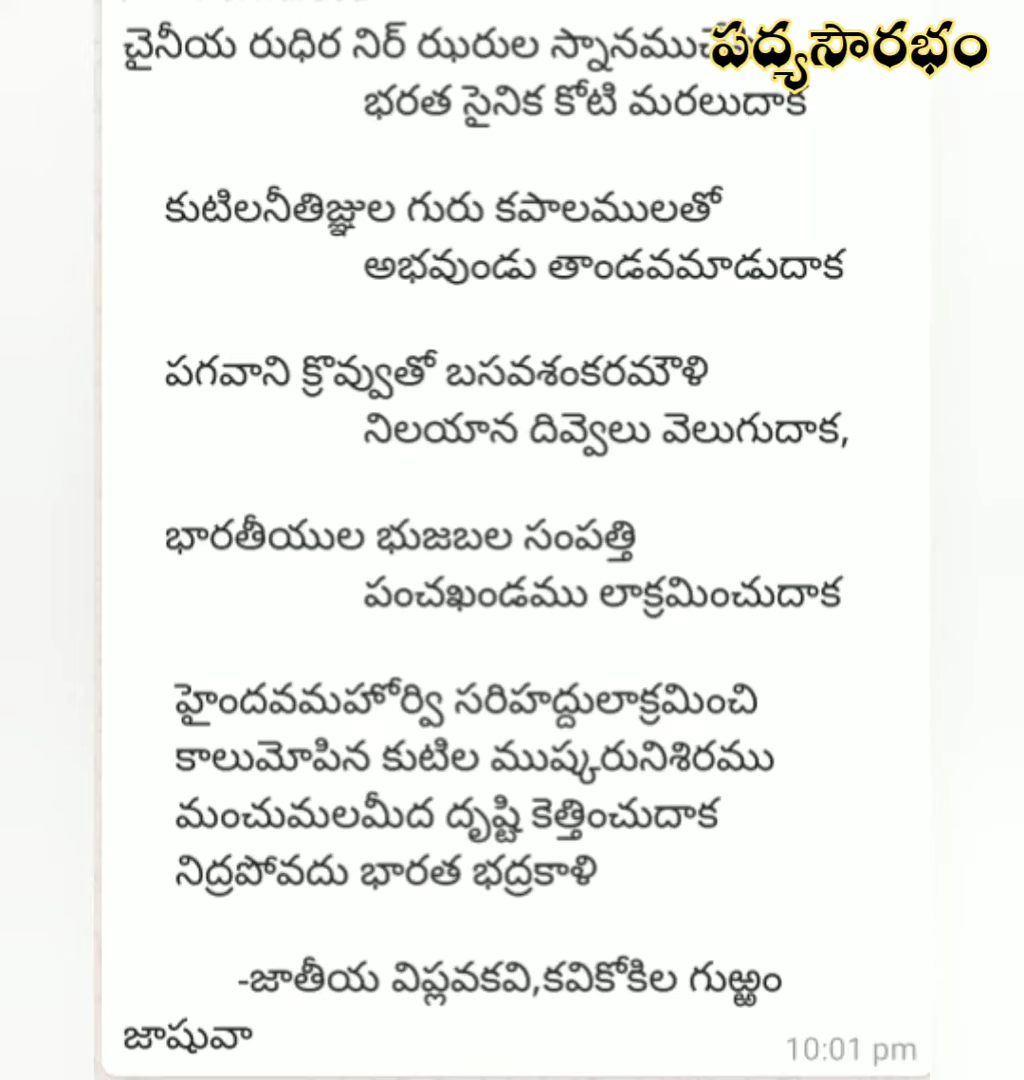 పద్యసౌరభం
చైనీయ రుధిర నిర్ ఝరుల స్నానము
భరత సైనిక కోటి మరలుదాక
కుటిలనీతిజ్ఞుల గురు కపాలములతో
అభవుండు తాండవమాడుదాక
పగవాని క్రొవ్వుతో బసవశంకరమౌళి
నిలయాన దివ్వెలు వెలుగుదాక,
భారతీయుల భుజబల సంపత్తి
పంచఖండము లాక్రమించుదాక
హైందవమహోర్వి సరిహద్దులాక్రమించి
కాలుమోపిన కుటిల ముష్కరునిశిరము
మంచుమలమీద దృష్టి కెత్తించుదాక
నిద్రపోవదు భారత భద్రకాళి
-జాతీయ విప్లవకవి,కవికోకిల గుఱ్ఱం
జాషువా
10:01 pm